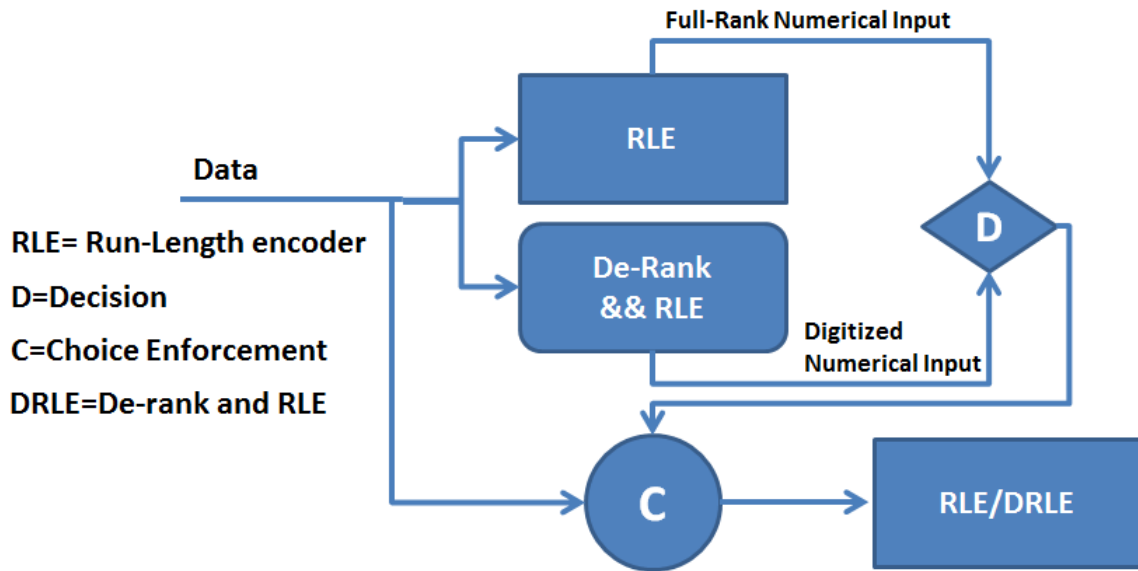 Full-Rank Numerical Input
RLE
Data
D
RLE= Run-Length encoder
De-Rank
&& RLE
D=Decision
C=Choice Enforcement
Digitized
Numerical Input
DRLE=De-rank and RLE
C
RLE/DRLE